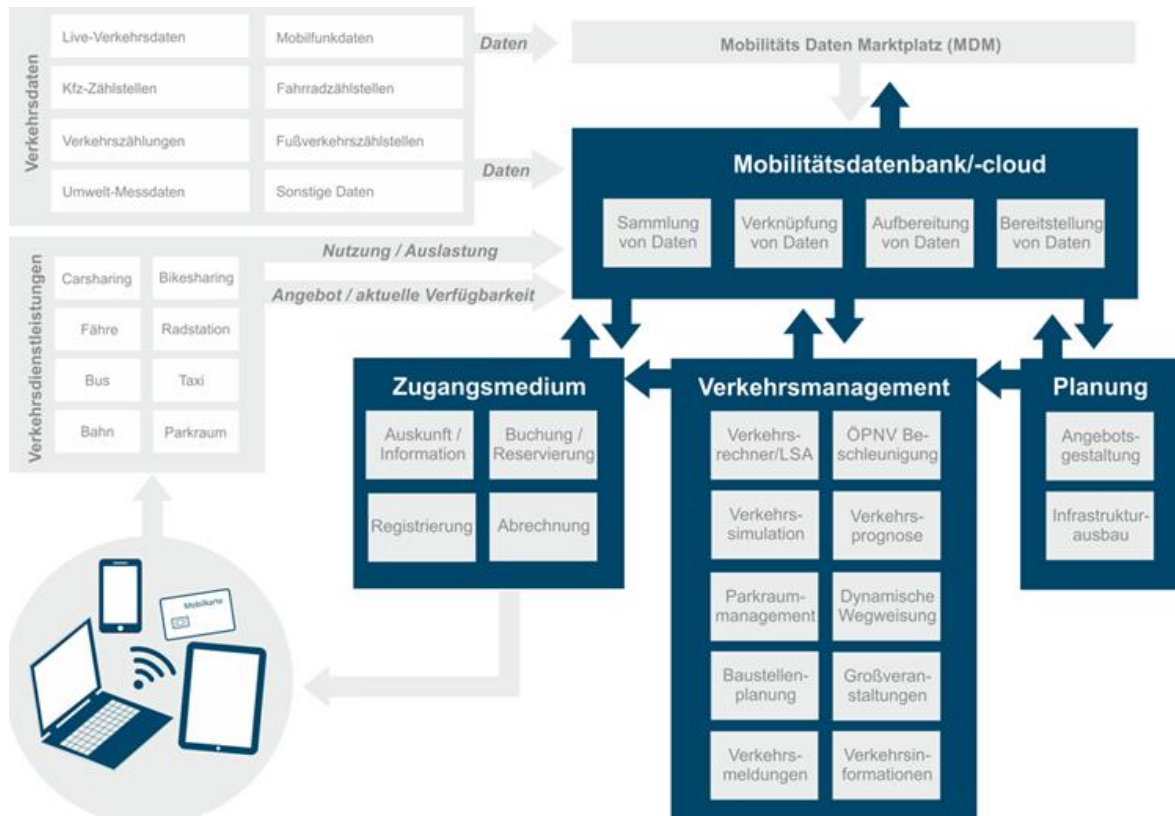 Verkehrsdaten
Live-Verkehrsdaten
Mobilfunkdaten
Kfz-Zählstellen
Fahrradzählstellen
Verkehrszählungen
Fußverkehrszählstellen
Umwelt-Messdaten
Sonstige Daten
Daten
Daten
Mobilitäts Daten Marktplatz (MDM)
Mobilitätsdatenbank/-cloud
Sammlung
von Daten
Verknüpfung
von Daten
Aufbereitung
von Daten
Bereitstellung
von Daten
Verkehrsdienstleistungen
Carsharing
Bikesharing
Fähre
Radstation
Bus
Taxi
Bahn
Parkraum
Nutzung / Auslastung
Angebot / aktuelle Verfügbarkeit
Zugangsmedium
Auskunft /
Information
Buchung /
Reservierung
Registrierung
Abrechnung
Verkehrsmanagement
Verkehrs-
rechner/LSA
ÖPNV Be-
schleunigung
Verkehrs-
simulation
Verkehrs-
prognose
Parkraum-
management
Dynamische
Wegweisung
Baustellen-
planung
Großveran-
staltungen
Verkehrs-
meldungen
Verkehrsin-
formationen
Planung
Angebots-
gestaltung
Infrastruktur-
ausbau
Mobilkarte